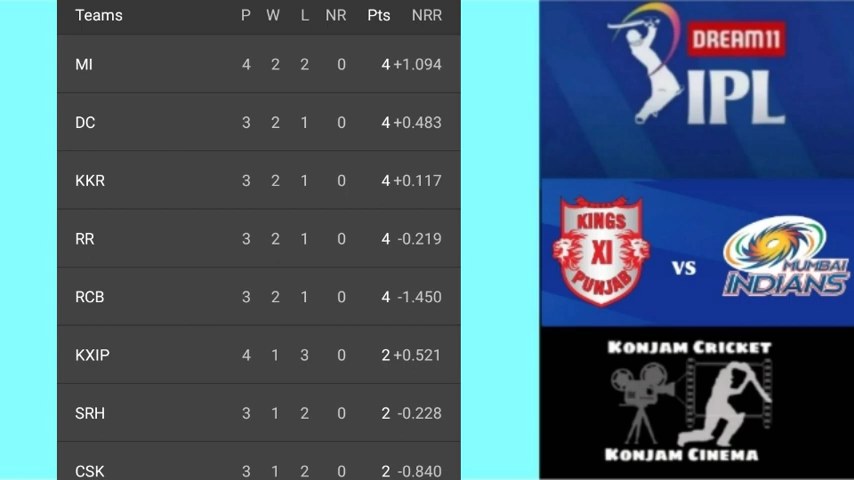 Teams P W L NR Pts NRR
MI 4 2 2 0 4 +1.094
DC 3 2 1 0 4 +0.483
KKR 3 2 1 0 4 +0.117
RR 3 2 1 0 4 -0.219
RCB 3 2 1 0 4 -1.450
KXIP 4 1 3 0 2 +0.521
SRH 3 1 2 0 2 -0.228
CSK 3 1 2 0 2 -0.840
DREAM11
IPL
KINGS
XI
PUNJAB
vs
MUMBAI
INDIANS
KONJAM CRICKET
KONJAM CINEMA